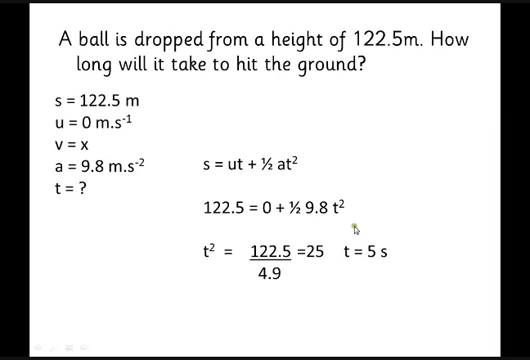 A ball is dropped from a height of 122.5m. How
long will it take to hit the ground?
s = 122.5 m
u = 0 m.s⁻¹
v = x
a = 9.8 m.s⁻²
t = ?
s = ut + ½ at²
122.5 = 0 + ½ 9.8 t²
t² = 122.5 =25 t = 5 s
4.9